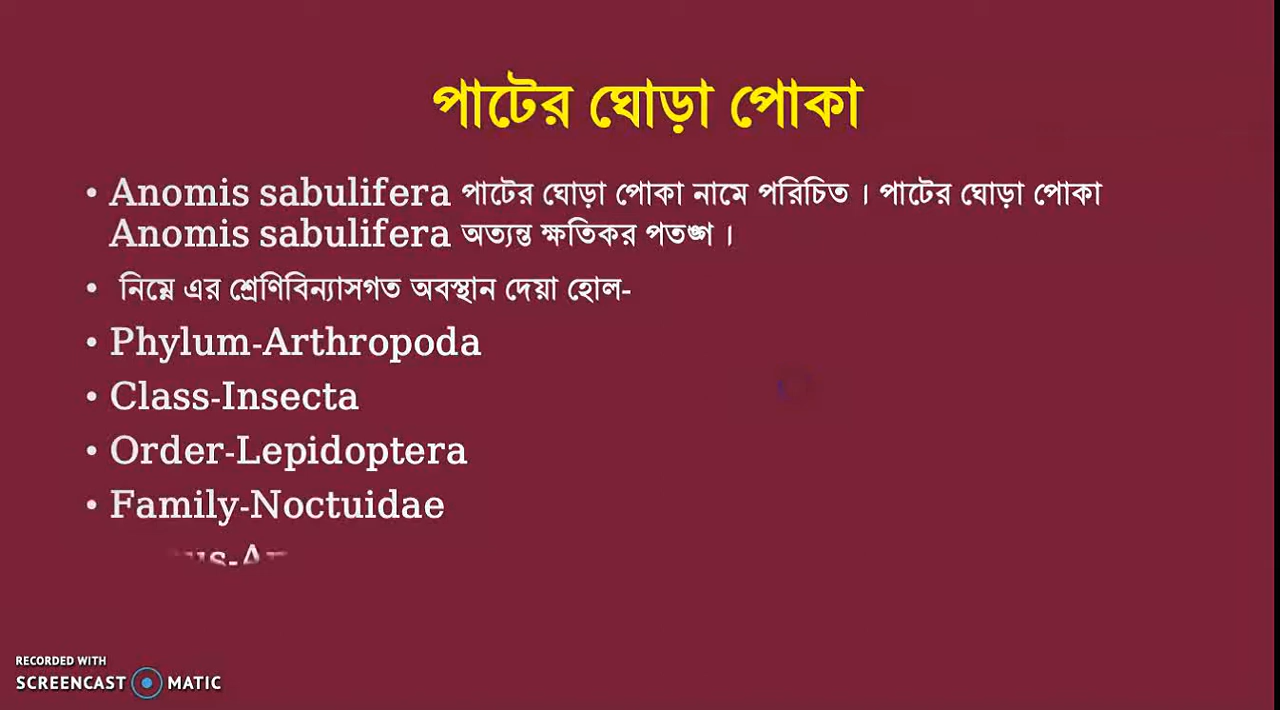 পাটের ঘোড়া পোকা
• Anomis sabulifera পাটের ঘোড়া পোকা নামে পরিচিত । পাটের ঘোড়া পোকা
Anomis sabulifera অত্যন্ত ক্ষতিকর পতঙ্গ ।
• নিম্নে এর শ্রেণিবিন্যাসগত অবস্থান দেয়া হোল-
• Phylum-Arthropoda
• Class-Insecta
• Order-Lepidoptera
• Family-Noctuidae
RECORDED WITH
SCREENCAST MATIC